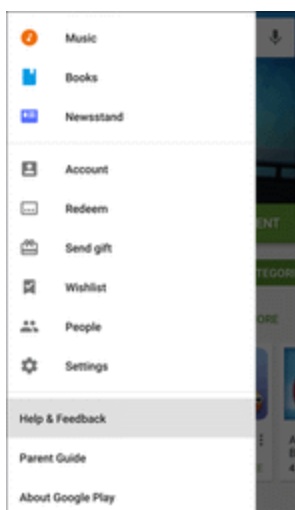 Music
Books
Newsstand
Account
Redeem
Send gift
Wishlist
People
Settings
Help & Feedback
Parent Guide
About Google Play